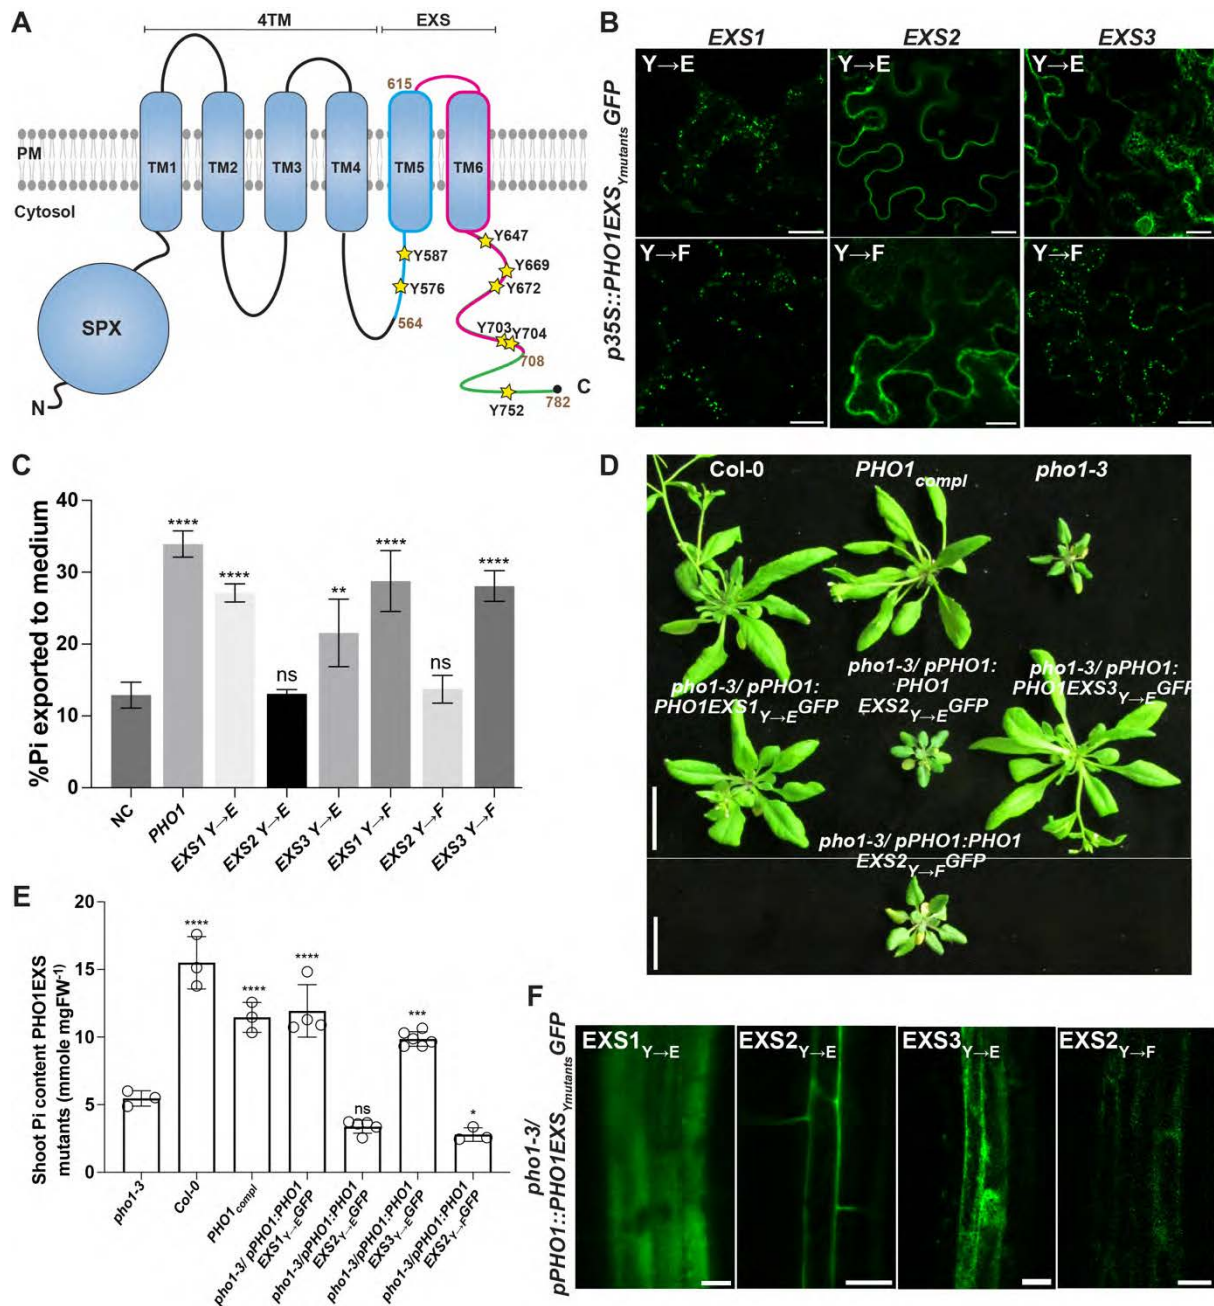 A
4TM
EXS
615
PM
TM1
TM2
TM3
TM4
TM5
TM6
Cytosol
Y647
Y587
Y669
Y672
Y576
SPX
564
Y703
Y704
708
N
C
782
Y752
B
EXS1
EXS2
EXS3
p35S::PHO1EXSYmutantsGFP
Y→E
Y→E
Y→E
Y→F
Y→F
Y→F
C
%Pi exported to medium
40
30
20
10
0
****
****
ns
**
****
ns
****
NC
PHO1
EXS1 Y→E
EXS2 Y→E
EXS3 Y→E
EXS1 Y→F
EXS2 Y→F
EXS3 Y→F
D
Col-0
PHO1compl
pho1-3
pho1-3/ pPHO1:
PHO1EXS1Y→EGFP
pho1-3/ pPHO1:
PHO1
EXS2Y→EGFP
pho1-3/ pPHO1:
PHO1EXS3Y→EGFP
pho1-3/ pPHO1:PHO1
EXS2Y→FGFP
E
Shoot Pi content PHO1EXS
mutants (mmole mgFW-1)
20
15
10
5
0
****
****
****
ns
***
*
pho1-3
Col-0
PHO1compl
pho1-3/ pPHO1:PHO1
EXS1Y→EGFP
pho1-3/pPHO1:PHO1
EXS2Y→EGFP
pho1-3/pPHO1:PHO1
EXS3Y→EGFP
pho1-3/pPHO1:PHO1
EXS2Y→FGFP
F
pho1-3/
pPHO1::PHO1EXSYmutantsGFP
EXS1Y→E
EXS2Y→E
EXS3Y→E
EXS2Y→F